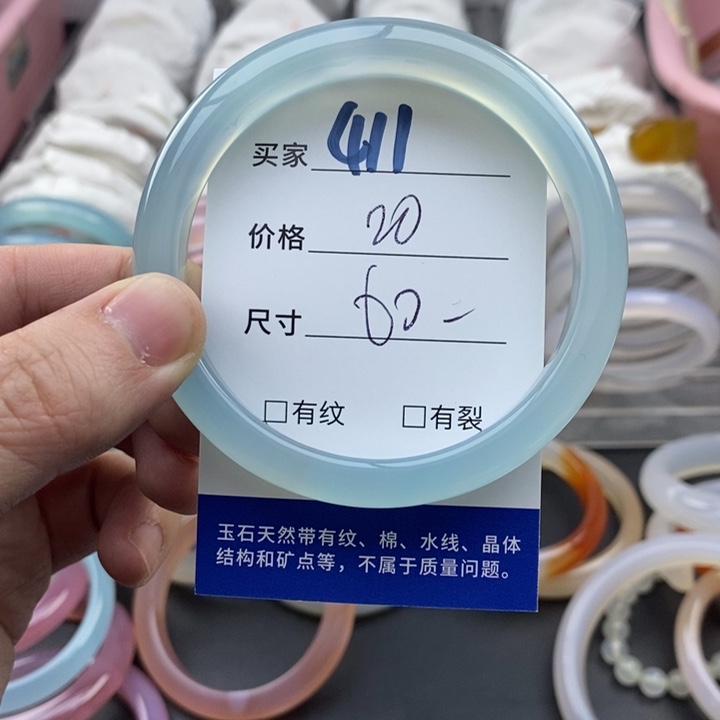 买家 411
价格 20
尺寸 60
□有纹 □有裂
玉石天然带有纹、棉、水线、晶体
结构和矿点等，不属于质量问题。